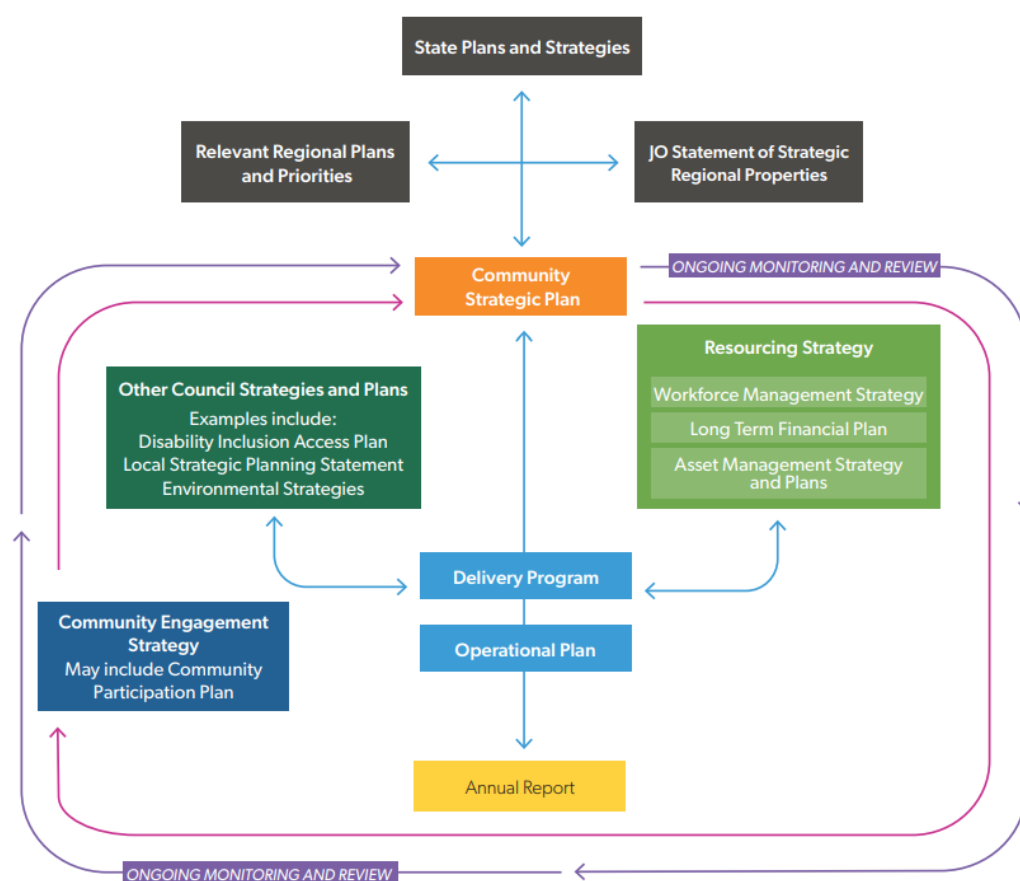 State Plans and Strategies
Relevant Regional Plans
and Priorities
JO Statement of Strategic
Regional Properties
Community
Strategic Plan
ONGOING MONITORING AND REVIEW
Resourcing Strategy
Workforce Management Strategy
Long Term Financial Plan
Asset Management Strategy
and Plans
Other Council Strategies and Plans
Examples include:
Disability Inclusion Access Plan
Local Strategic Planning Statement
Environmental Strategies
Delivery Program
Community Engagement
Strategy
May include Community
Participation Plan
Operational Plan
Annual Report
ONGOING MONITORING AND REVIEW